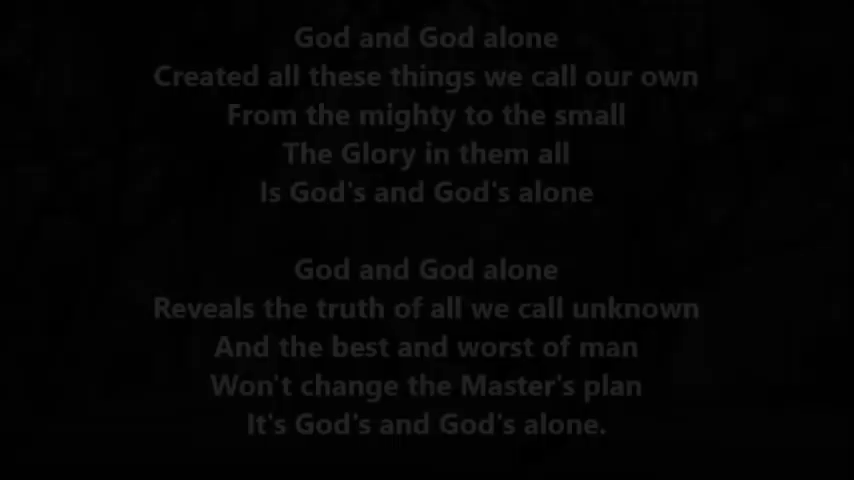 God and God alone
Created all these things we call our own
From the mighty to the small
The Glory in them all
Is God's and God's alone
God and God alone
Reveals the truth of all we call unknown
And the best and worst of man
Won't change the Master's plan
It's God's and God's alone.